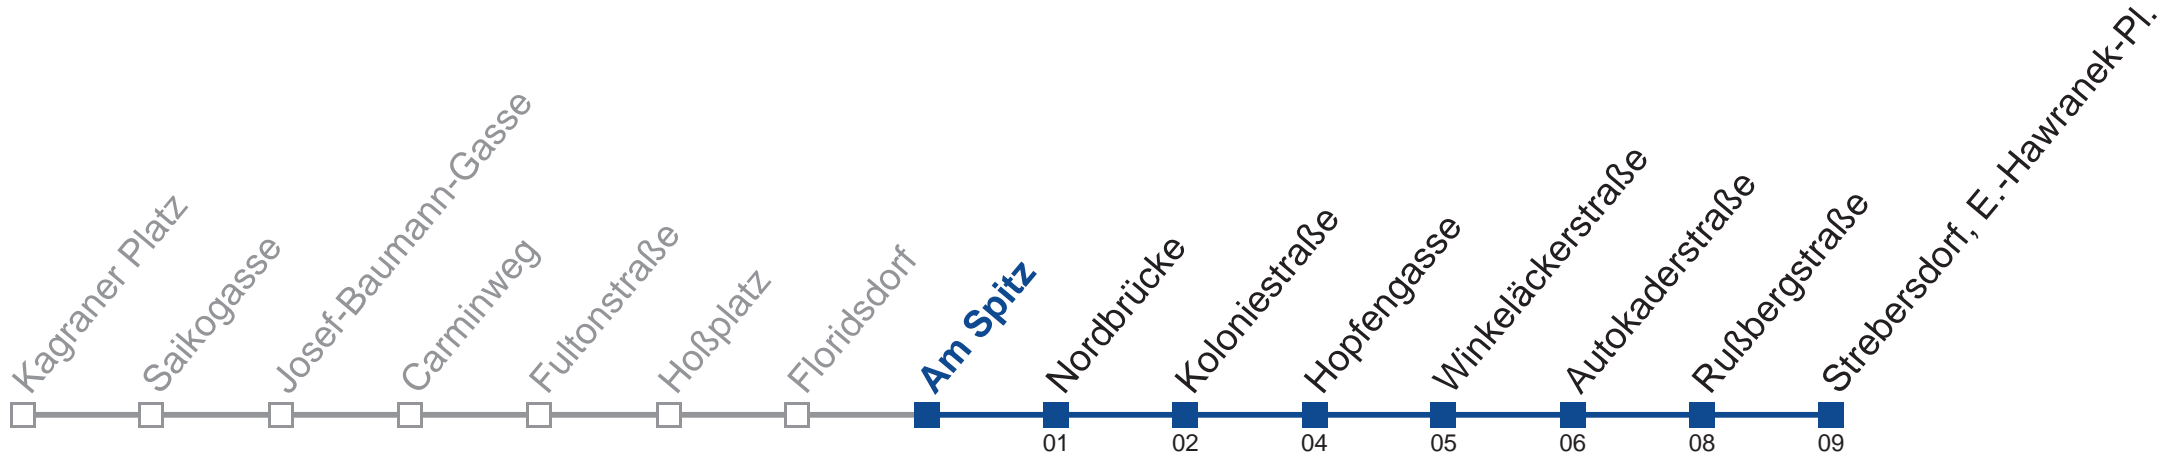 Kagraner Platz
Saikogasse
Josef-Baumann-Gasse
Carminweg
Fultonstraße
Hoßplatz
Floridsdorf
Am Spitz
Nordbrücke
Koloniestraße
Hopfengasse
Winkeläckerstraße
Autokaderstraße
Rußbergstraße
Strebersdorf, E.-Hawranek-Pl.
01 02 04 05 06 08 09